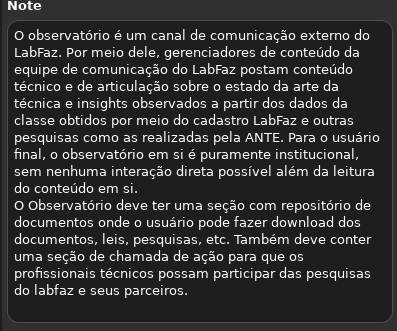 Note
O observatório é um canal de comunicação externo do
LabFaz. Por meio dele, gerenciadores de conteúdo da
equipe de comunicação do LabFaz postam conteúdo
técnico e de articulação sobre o estado da arte da
técnica e insights observados a partir dos dados da
classe obtidos por meio do cadastro LabFaz e outras
pesquisas como as realizadas pela ANTE. Para o usuário
final, o observatório em si é puramente institucional,
sem nenhuma interação direta possível além da leitura
do conteúdo em si.
O Observatório deve ter uma seção com repositório de
documentos onde o usuário pode fazer download dos
documentos, leis, pesquisas, etc. Também deve conter
uma seção de chamada de ação para que os
profissionais técnicos possam participar das pesquisas
do labfaz e seus parceiros.